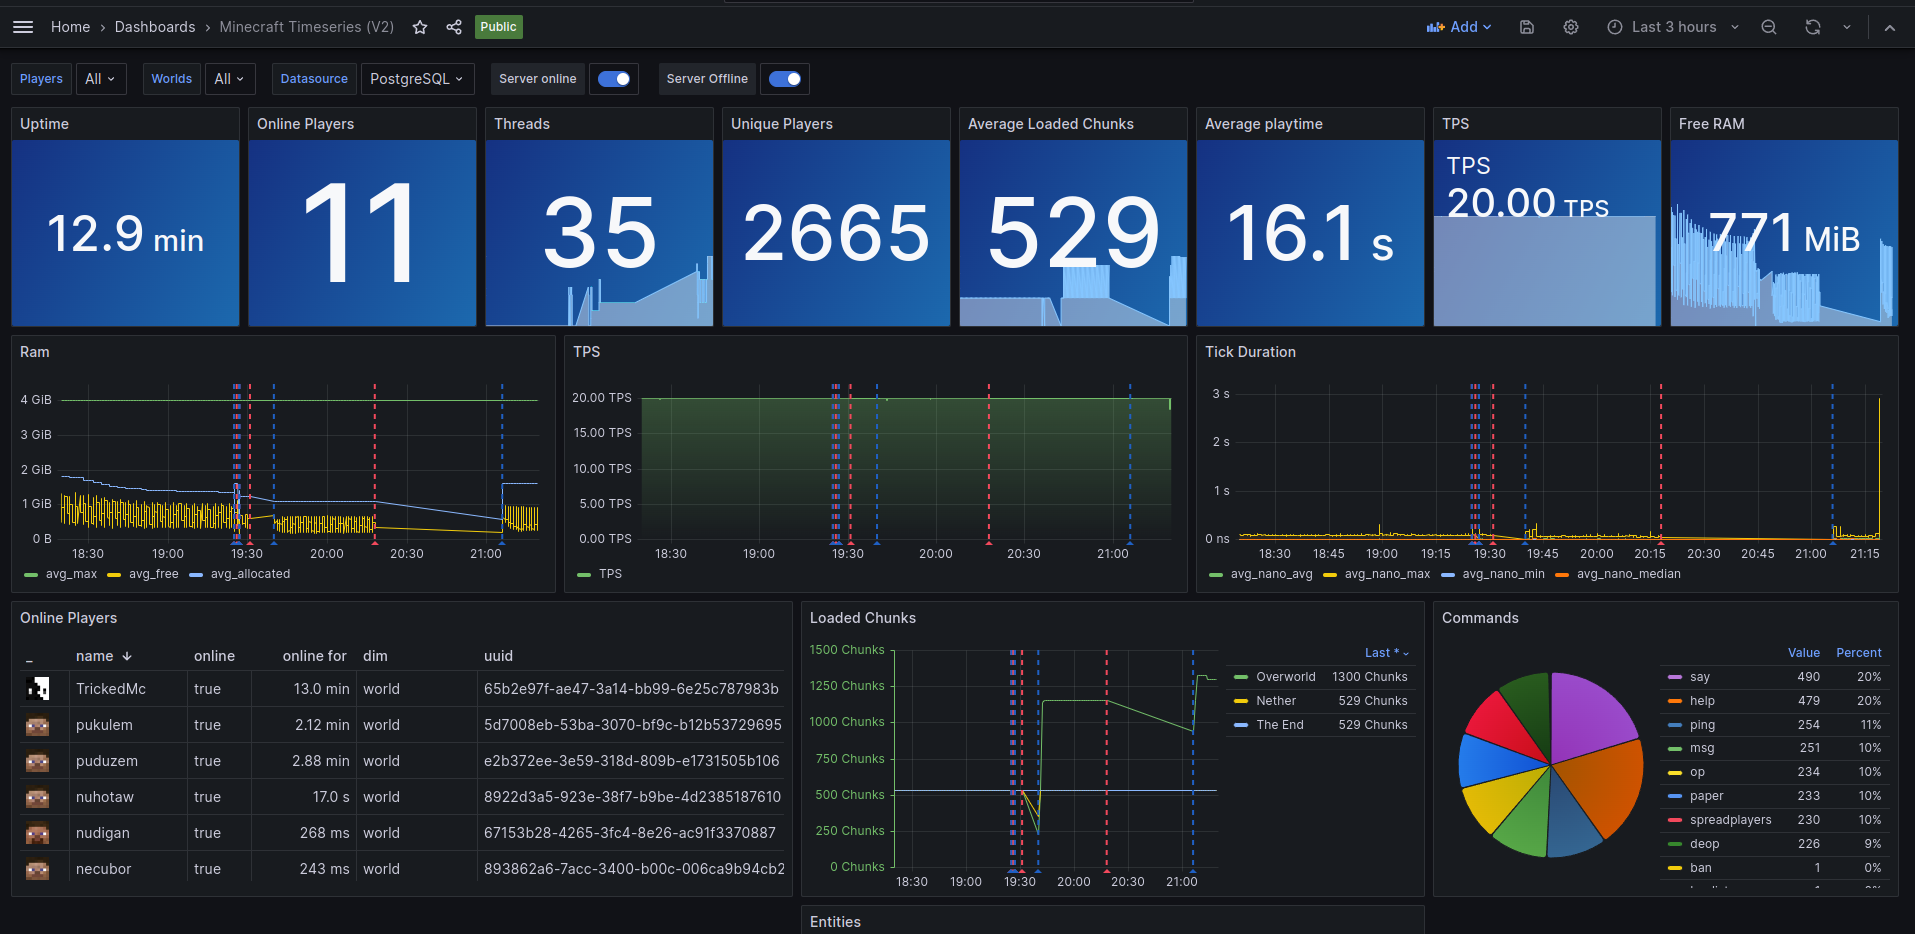 Home › Dashboards › Minecraft Timeseries (V2) Public Add Last 3 hours
Players All Worlds All Datasource PostgreSQL Server online Server Offline
Uptime
12.9 min
Online Players
11
Threads
35
Unique Players
2665
Average Loaded Chunks
529
Average playtime
16.1 s
TPS
TPS
20.00 TPS
Free RAM
771 MiB
Ram
4 GiB
3 GiB
2 GiB
1 GiB
0 B
18:30 19:00 19:30 20:00 20:30 21:00
avg_max avg_free avg_allocated
TPS
20.00 TPS
15.00 TPS
10.00 TPS
5.00 TPS
0.00 TPS
18:30 19:00 19:30 20:00 20:30 21:00
TPS
Tick Duration
3 s
2 s
1 s
0 ns
18:30 18:45 19:00 19:15 19:30 19:45 20:00 20:15 20:30 20:45 21:00 21:15
avg_nano_avg avg_nano_max avg_nano_min avg_nano_median
Online Players
_ name online online for dim uuid
TrickedMc true 13.0 min world 65b2e97f-ae47-3a14-bb99-6e25c787983b
pukulem true 2.12 min world 5d7008eb-53ba-3070-bf9c-b12b53729695
puduzem true 2.88 min world e2b372ee-3e59-318d-809b-e1731505b106
nuhotaw true 17.0 s world 8922d3a5-923e-38f7-b9be-4d2385187610
nudigan true 268 ms world 67153b28-4265-3fc4-8e26-ac91f3370887
necubor true 243 ms world 893862a6-7acc-3400-b00c-006ca9b94cb2
Loaded Chunks
1500 Chunks
1250 Chunks
1000 Chunks
750 Chunks
500 Chunks
250 Chunks
0 Chunks
18:30 19:00 19:30 20:00 20:30 21:00
Last *
Overworld 1300 Chunks
Nether 529 Chunks
The End 529 Chunks
Commands
Value Percent
say 490 20%
help 479 20%
ping 254 11%
msg 251 10%
op 234 10%
paper 233 10%
spreadplayers 230 10%
deop 226 9%
ban 1 0%
Entities